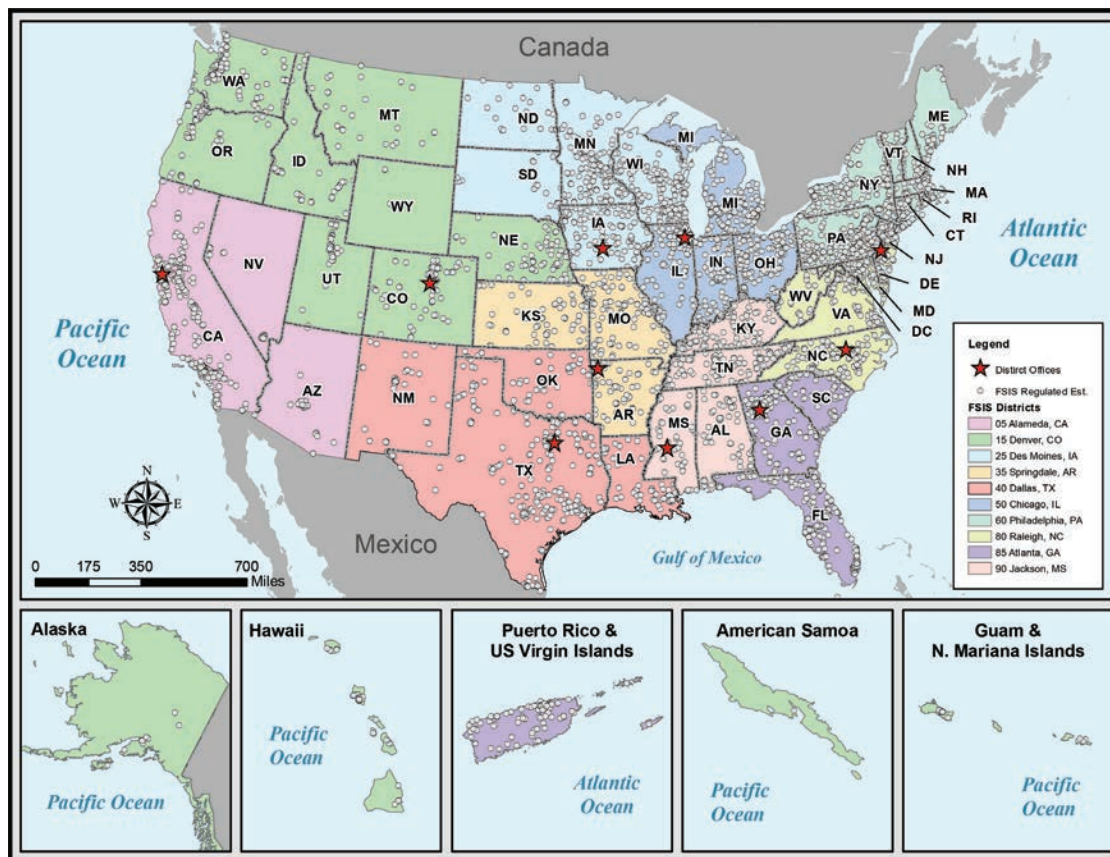 Canada
WA
MT
ND
MN
MI
ME
OR
ID
SD
WI
VT
NH
WY
MI
NY
MA
IA
RI
Atlantic
Ocean
NE
PA
CT
NV
UT
CO
IL
IN
OH
NJ
DE
Pacific
Ocean
CA
KS
MO
WV
VA
MD
DC
KY
NC
TN
AZ
NM
OK
AR
SC
MS
AL
GA
TX
LA
FL
Mexico
Gulf of Mexico
N
W E
S
0 175 350 700
Miles
Legend
Distirct Offices
FSIS Regulated Est.
FSIS Districts
05 Alameda, CA
15 Denver, CO
25 Des Moines, IA
35 Springdale, AR
40 Dallas, TX
50 Chicago, IL
60 Philadelphia, PA
80 Raleigh, NC
85 Atlanta, GA
90 Jackson, MS
Alaska
Pacific Ocean
Hawaii
Pacific
Ocean
Puerto Rico &
US Virgin Islands
Atlantic
Ocean
American Samoa
Pacific
Ocean
Guam &
N. Mariana Islands
Pacific
Ocean